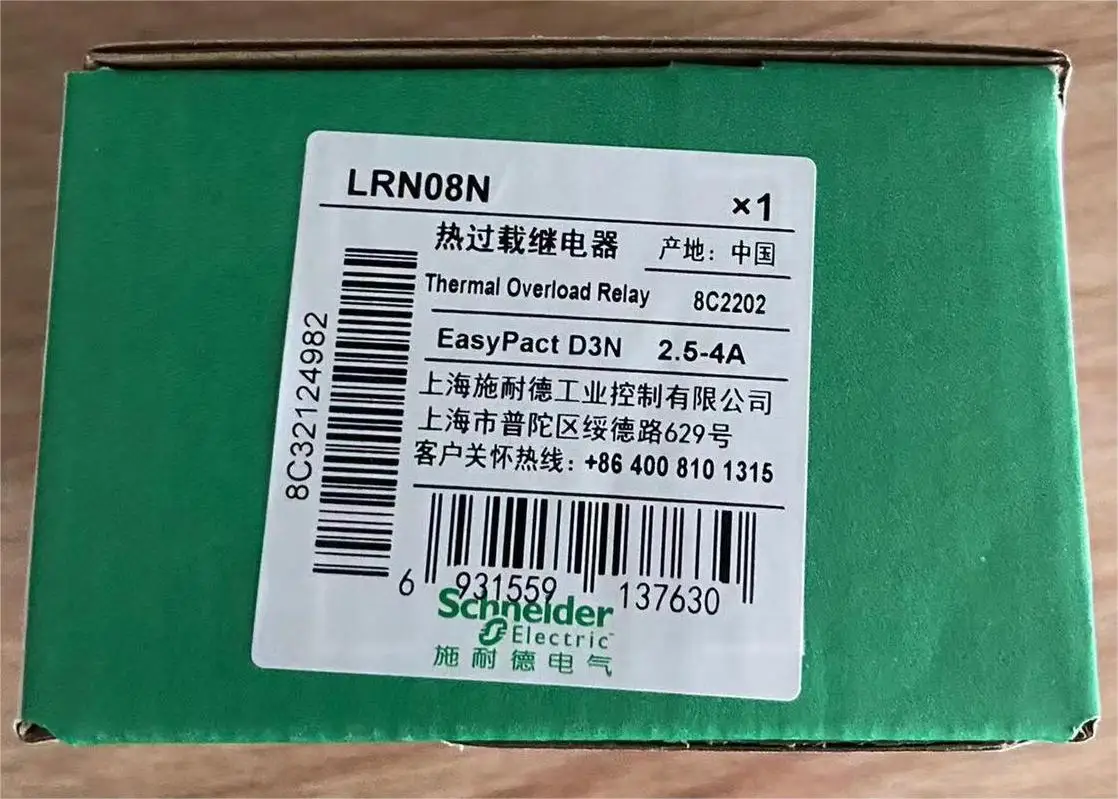 LRN08N
×1
热过载继电器
产地：中国
Thermal Overload Relay
8C2202
EasyPact D3N 2.5-4A
上海施耐德工业控制有限公司
上海市普陀区绥德路629号
客户关怀热线：+86 400 810 1315
8C32124982
6 931559 137630
Schneider
Electric
施耐德电气